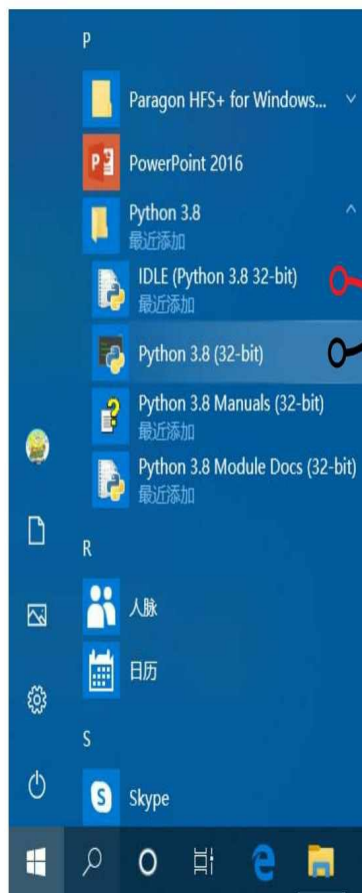 P
Paragon HFS+ for Windows...
PowerPoint 2016
Python 3.8
最近添加
IDLE (Python 3.8 32-bit)
最近添加
Python 3.8 (32-bit)
Python 3.8 Manuals (32-bit)
最近添加
Python 3.8 Module Docs (32-bit)
最近添加
R
人脉
日历
S
Skype